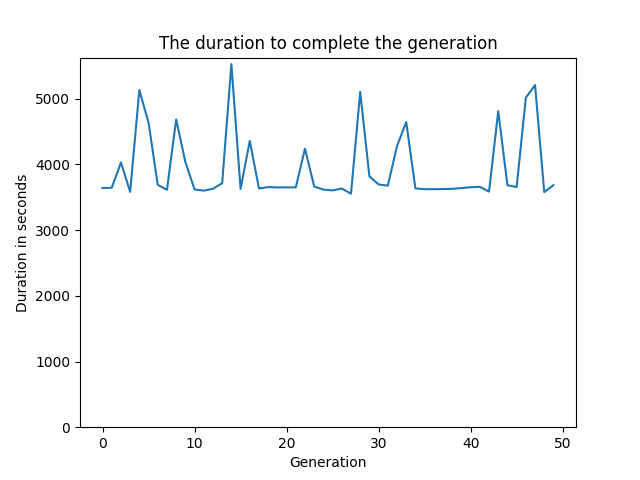 The duration to complete the generation
Duration in seconds
5000
4000
3000
2000
1000
0
0 10 20 30 40 50
Generation